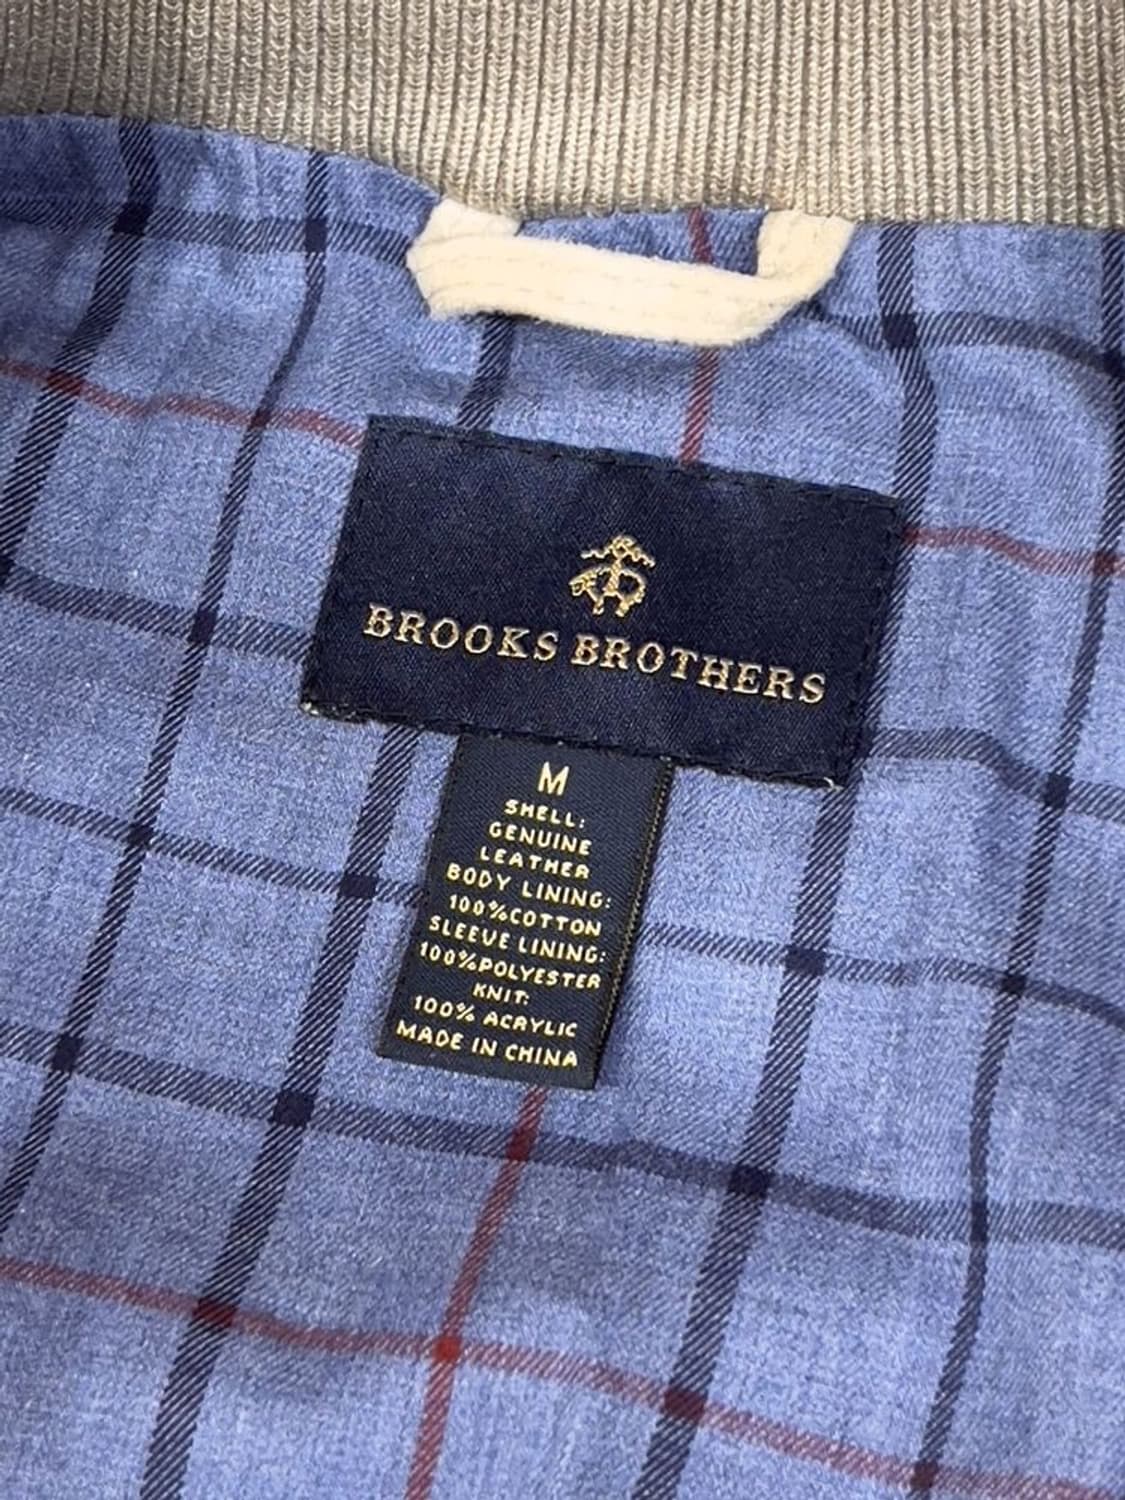 BROOKS BROTHERS
M
SHELL:
GENUINE
LEATHER
BODY LINING:
100%COTTON
SLEEVE LINING:
100%POLYESTER
KNIT:
100% ACRYLIC
MADE IN CHINA